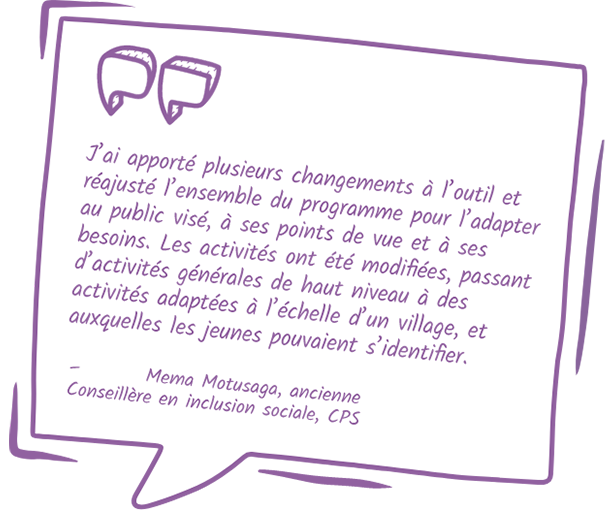 J'ai apporté plusieurs changements à l'outil et
réajusté l'ensemble du programme pour l'adapter
au public visé, à ses points de vue et à ses
besoins. Les activités ont été modifiées, passant
d'activités générales de haut niveau à des
activités adaptées à l'échelle d'un village, et
auxquelles les jeunes pouvaient s'identifier.
– Mema Motusaga, ancienne
Conseillère en inclusion sociale, CPS